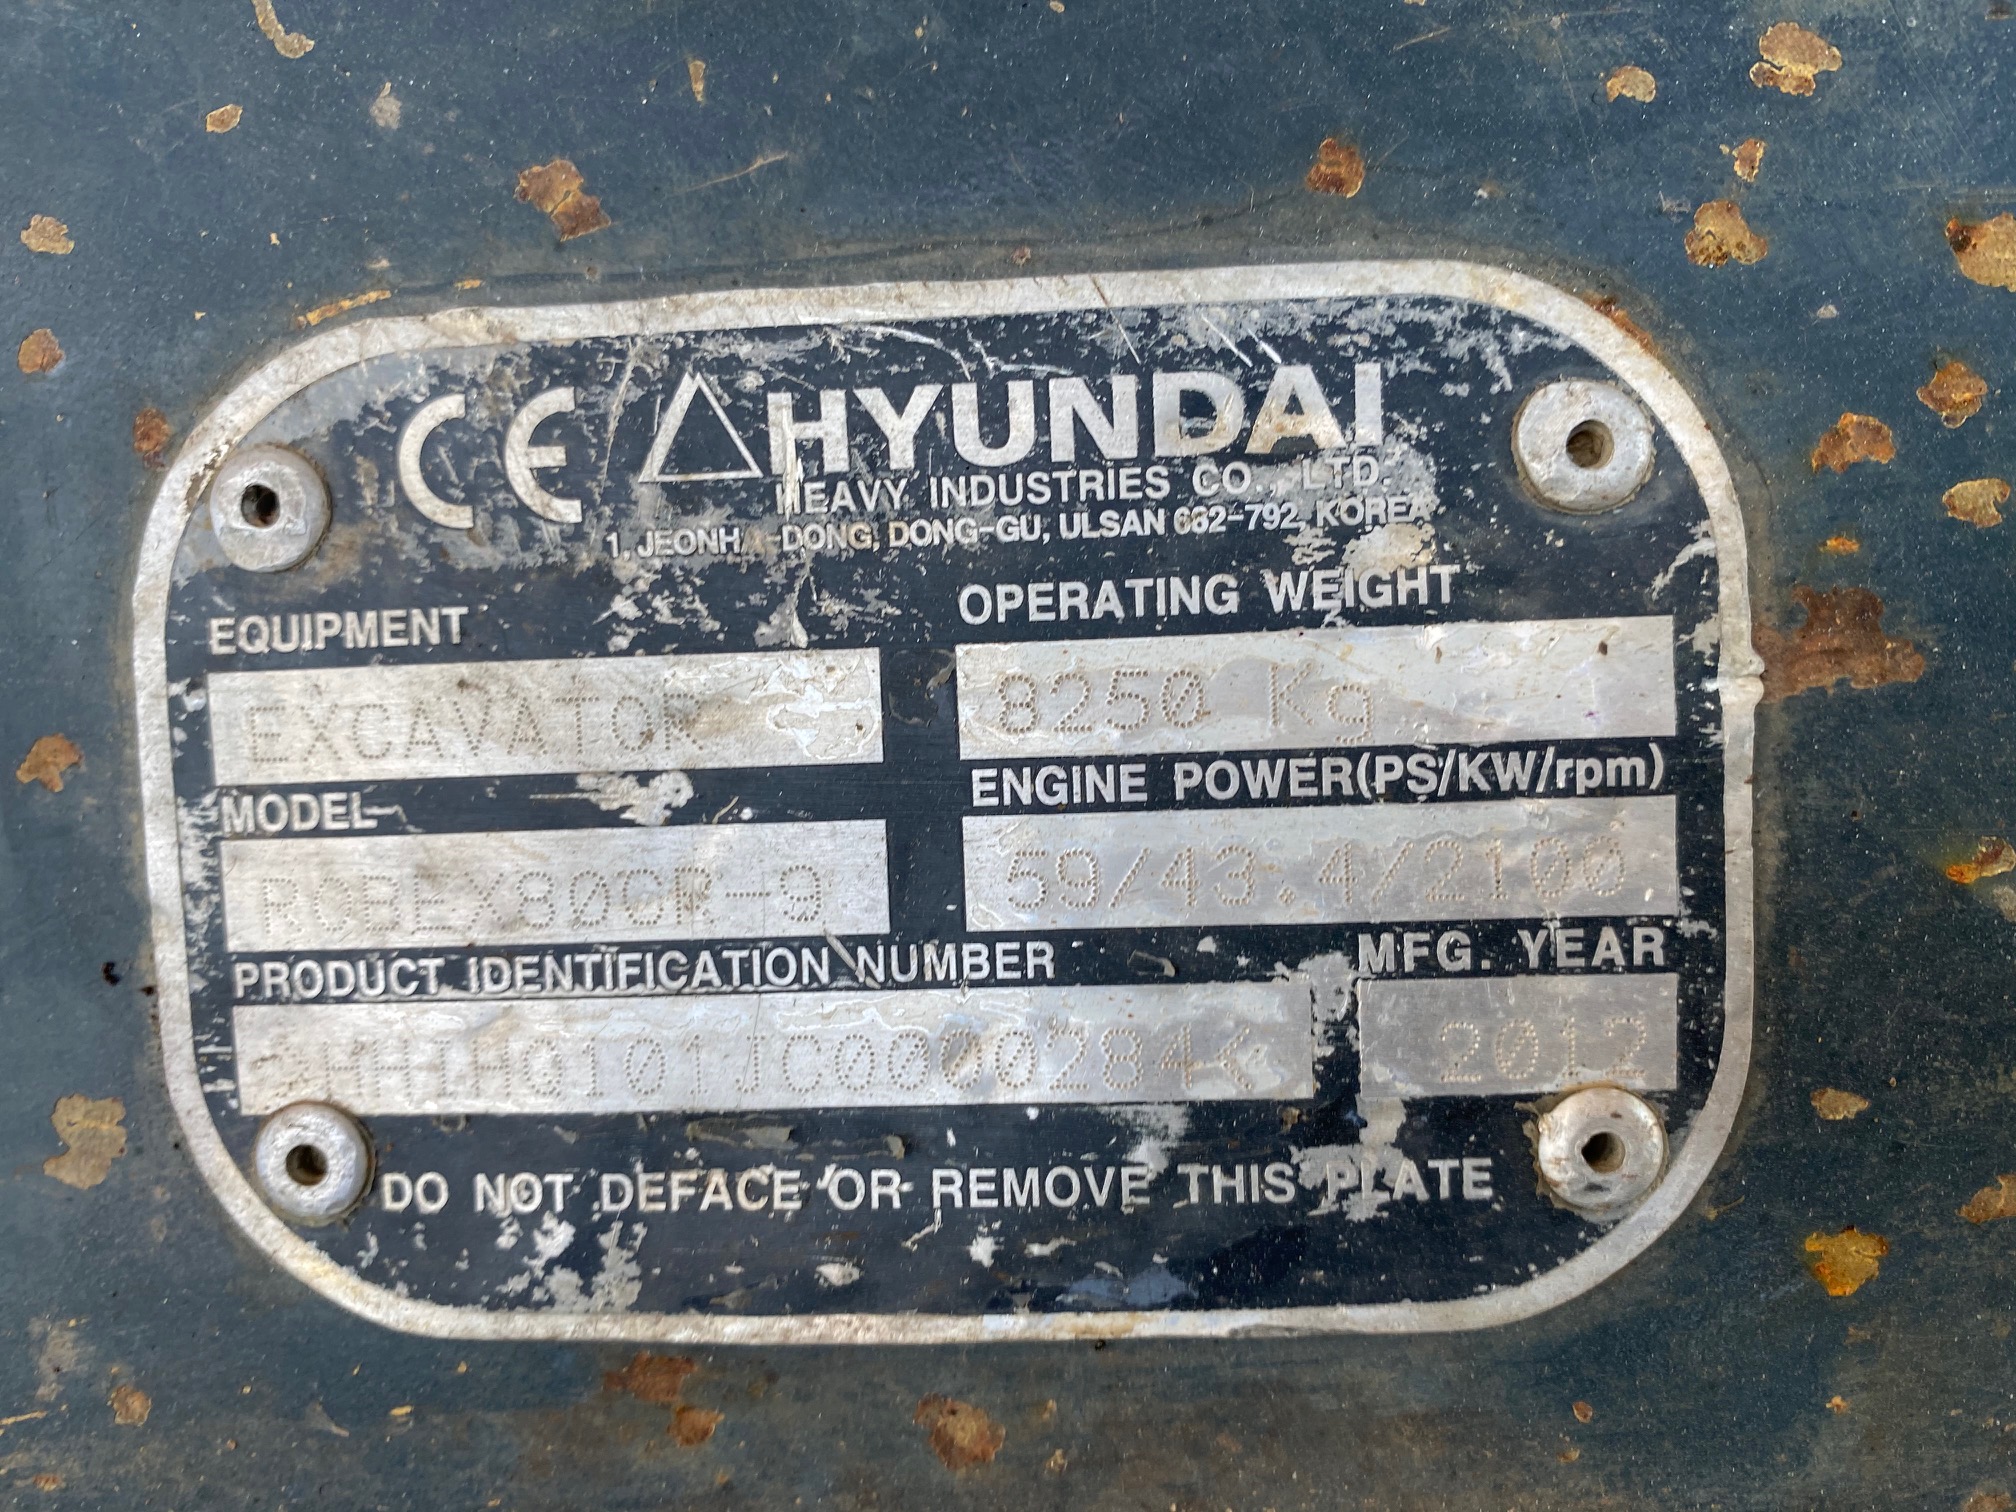 CE HYUNDAI
HEAVY INDUSTRIES CO., LTD.
1, JEONHA-DONG, DONG-GU, ULSAN 682-792, KOREA
EQUIPMENT
EXCAVATOR
OPERATING WEIGHT
8250 Kg
MODEL
ROBEX80CR-9
ENGINE POWER(PS/KW/rpm)
59/43.4/2100
PRODUCT IDENTIFICATION NUMBER
HHIHQ101JC0000284K
MFG. YEAR
2012
DO NOT DEFACE OR REMOVE THIS PLATE